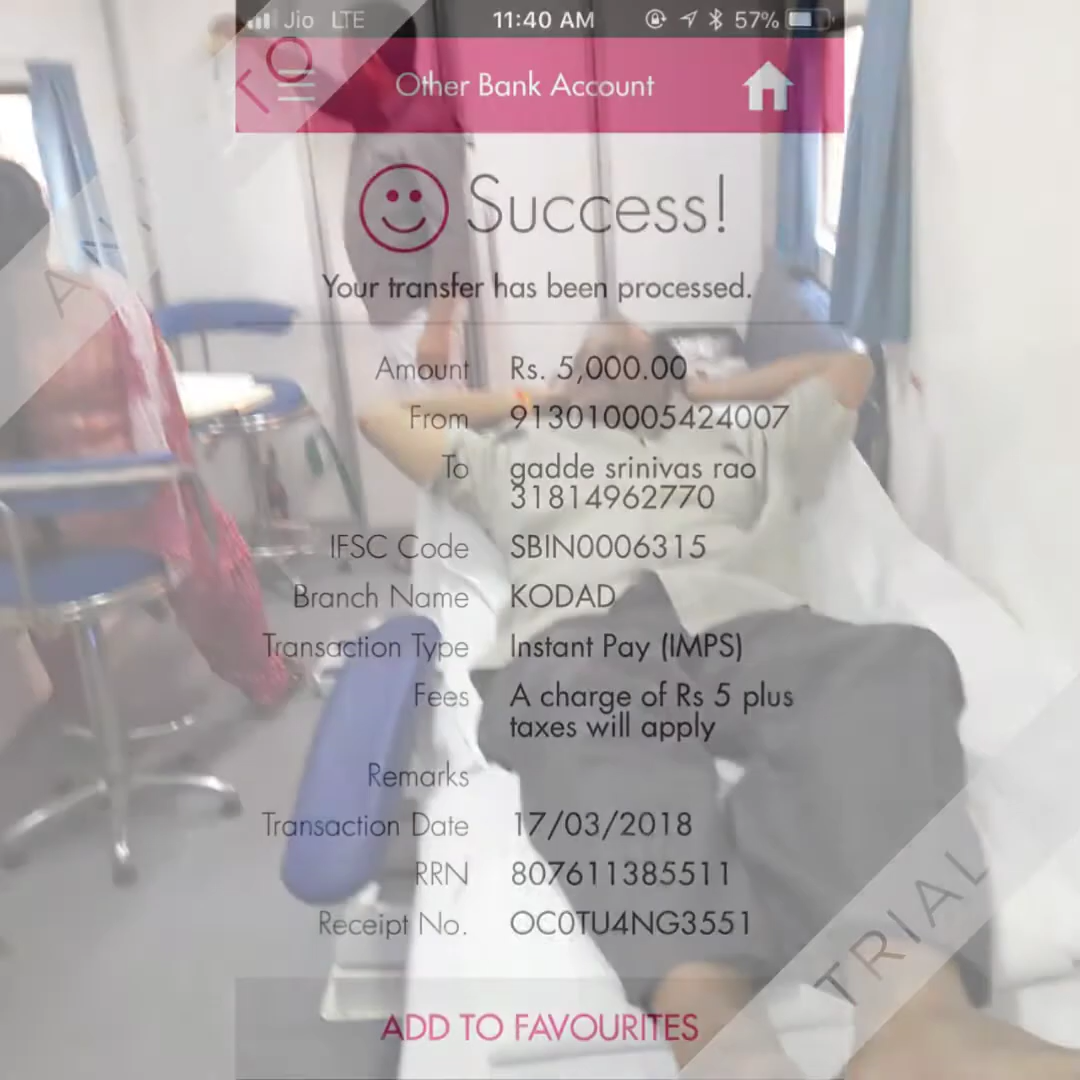 Jio LTE 11:40 AM 57%
Other Bank Account
Success!
Your transfer has been processed.
Amount Rs. 5,000.00
From 913010005424007
To gadde srinivas rao
31814962770
IFSC Code SBIN0006315
Branch Name KODAD
Transaction Type Instant Pay (IMPS)
Fees A charge of Rs 5 plus
taxes will apply
Remarks
Transaction Date 17/03/2018
RRN 807611385511
Receipt No. OC0TU4NG3551
TRIAL
ADD TO FAVOURITES